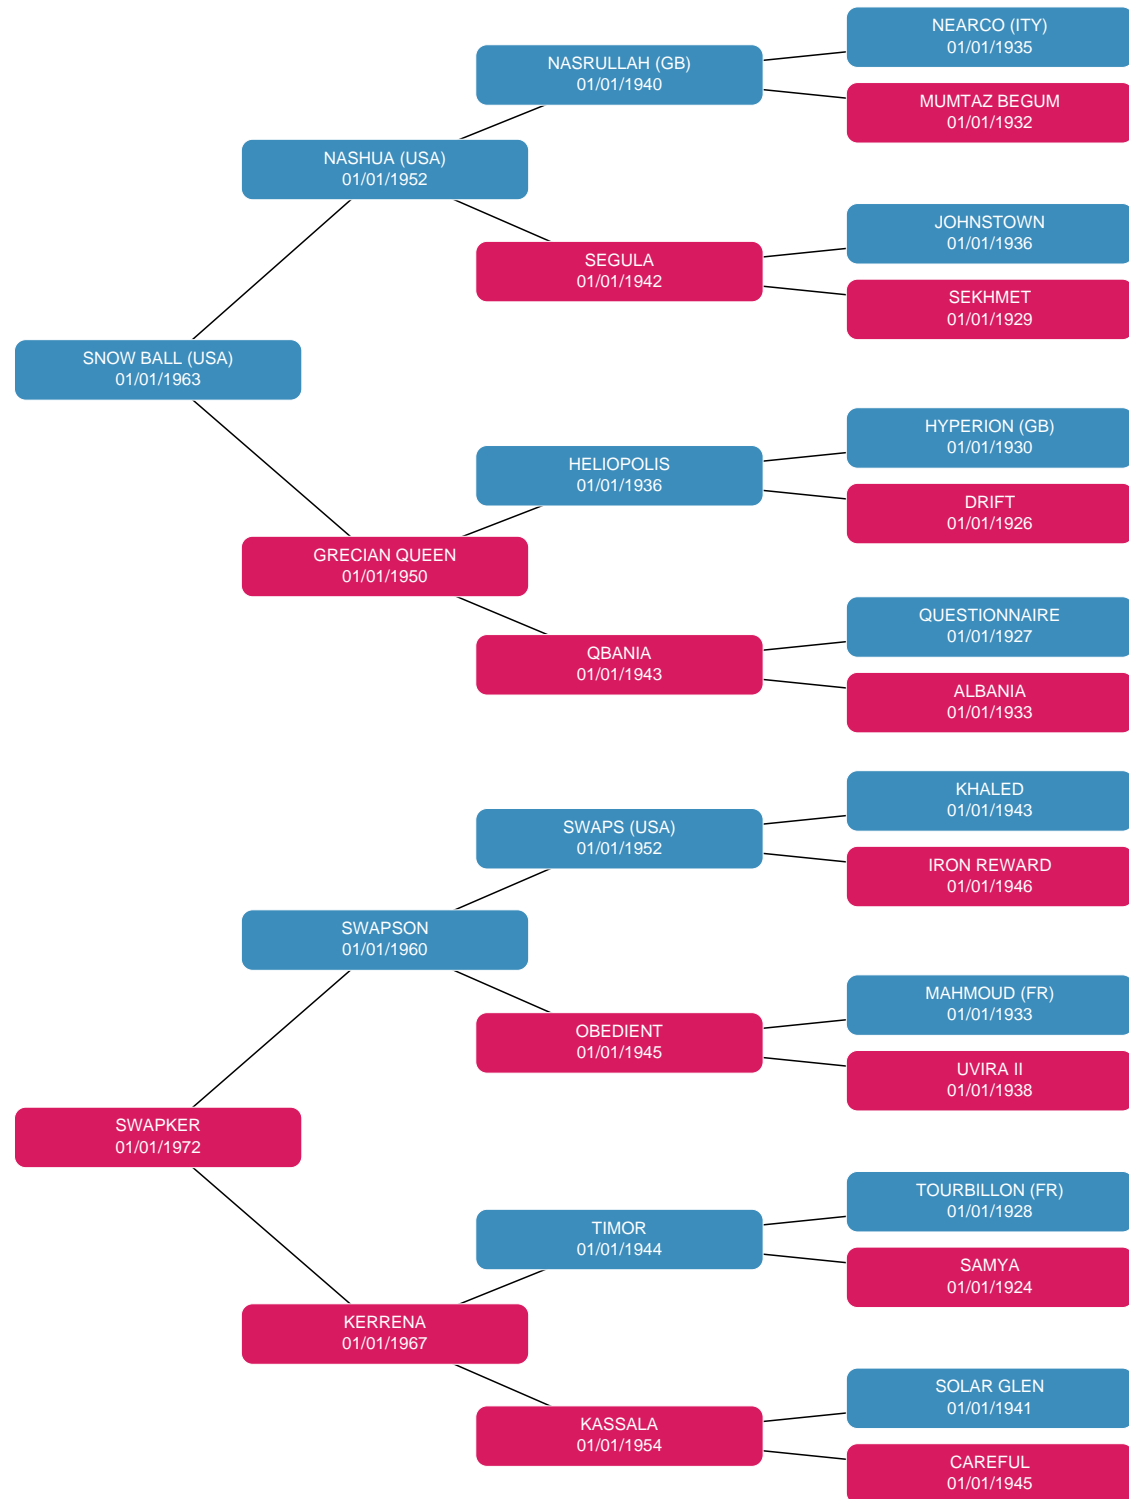 NEARCO (ITY)
01/01/1935
NASRULLAH (GB)
01/01/1940
MUMTAZ BEGUM
01/01/1932
NASHUA (USA)
01/01/1952
JOHNSTOWN
01/01/1936
SEGULA
01/01/1942
SEKHMET
01/01/1929
SNOW BALL (USA)
01/01/1963
HYPERION (GB)
01/01/1930
HELIOPOLIS
01/01/1936
DRIFT
01/01/1926
GRECIAN QUEEN
01/01/1950
QUESTIONNAIRE
01/01/1927
QBANIA
01/01/1943
ALBANIA
01/01/1933
KHALED
01/01/1943
SWAPS (USA)
01/01/1952
IRON REWARD
01/01/1946
SWAPSON
01/01/1960
MAHMOUD (FR)
01/01/1933
OBEDIENT
01/01/1945
UVIRA II
01/01/1938
SWAPKER
01/01/1972
TOURBILLON (FR)
01/01/1928
TIMOR
01/01/1944
SAMYA
01/01/1924
KERRENA
01/01/1967
SOLAR GLEN
01/01/1941
KASSALA
01/01/1954
CAREFUL
01/01/1945